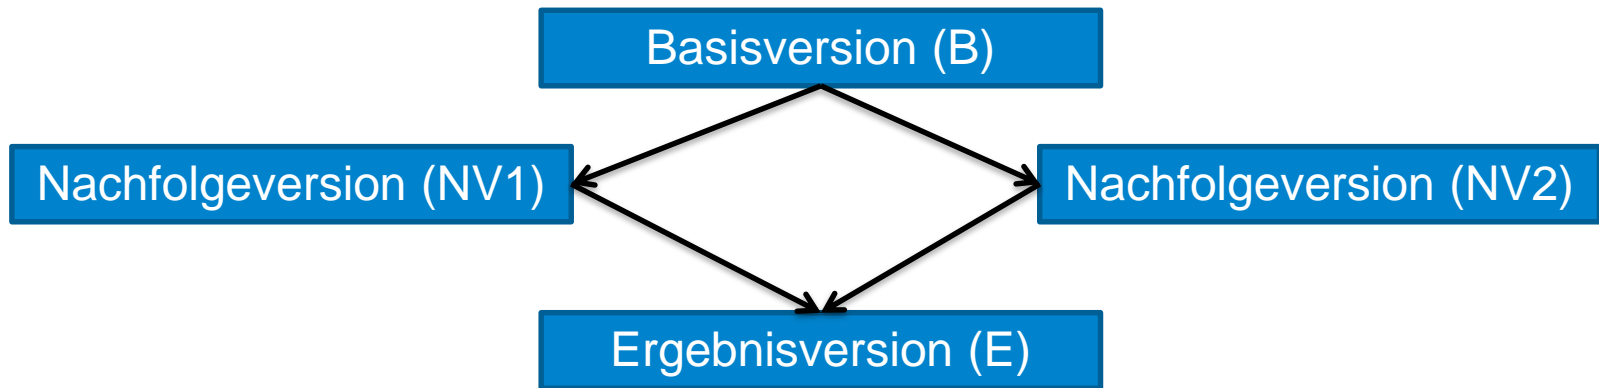 Basisversion (B)
Nachfolgeversion (NV1)
Nachfolgeversion (NV2)
Ergebnisversion (E)